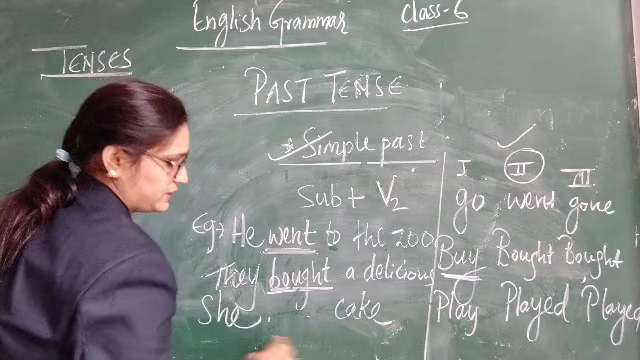 English Grammar class-6
TENSES
PAST TENSE
Simple past
Sub + V2
Eg→ He went to the zoo
They bought a delicious
cake
She
I II III
go went gone
Buy Bought Bought
Play Played Played